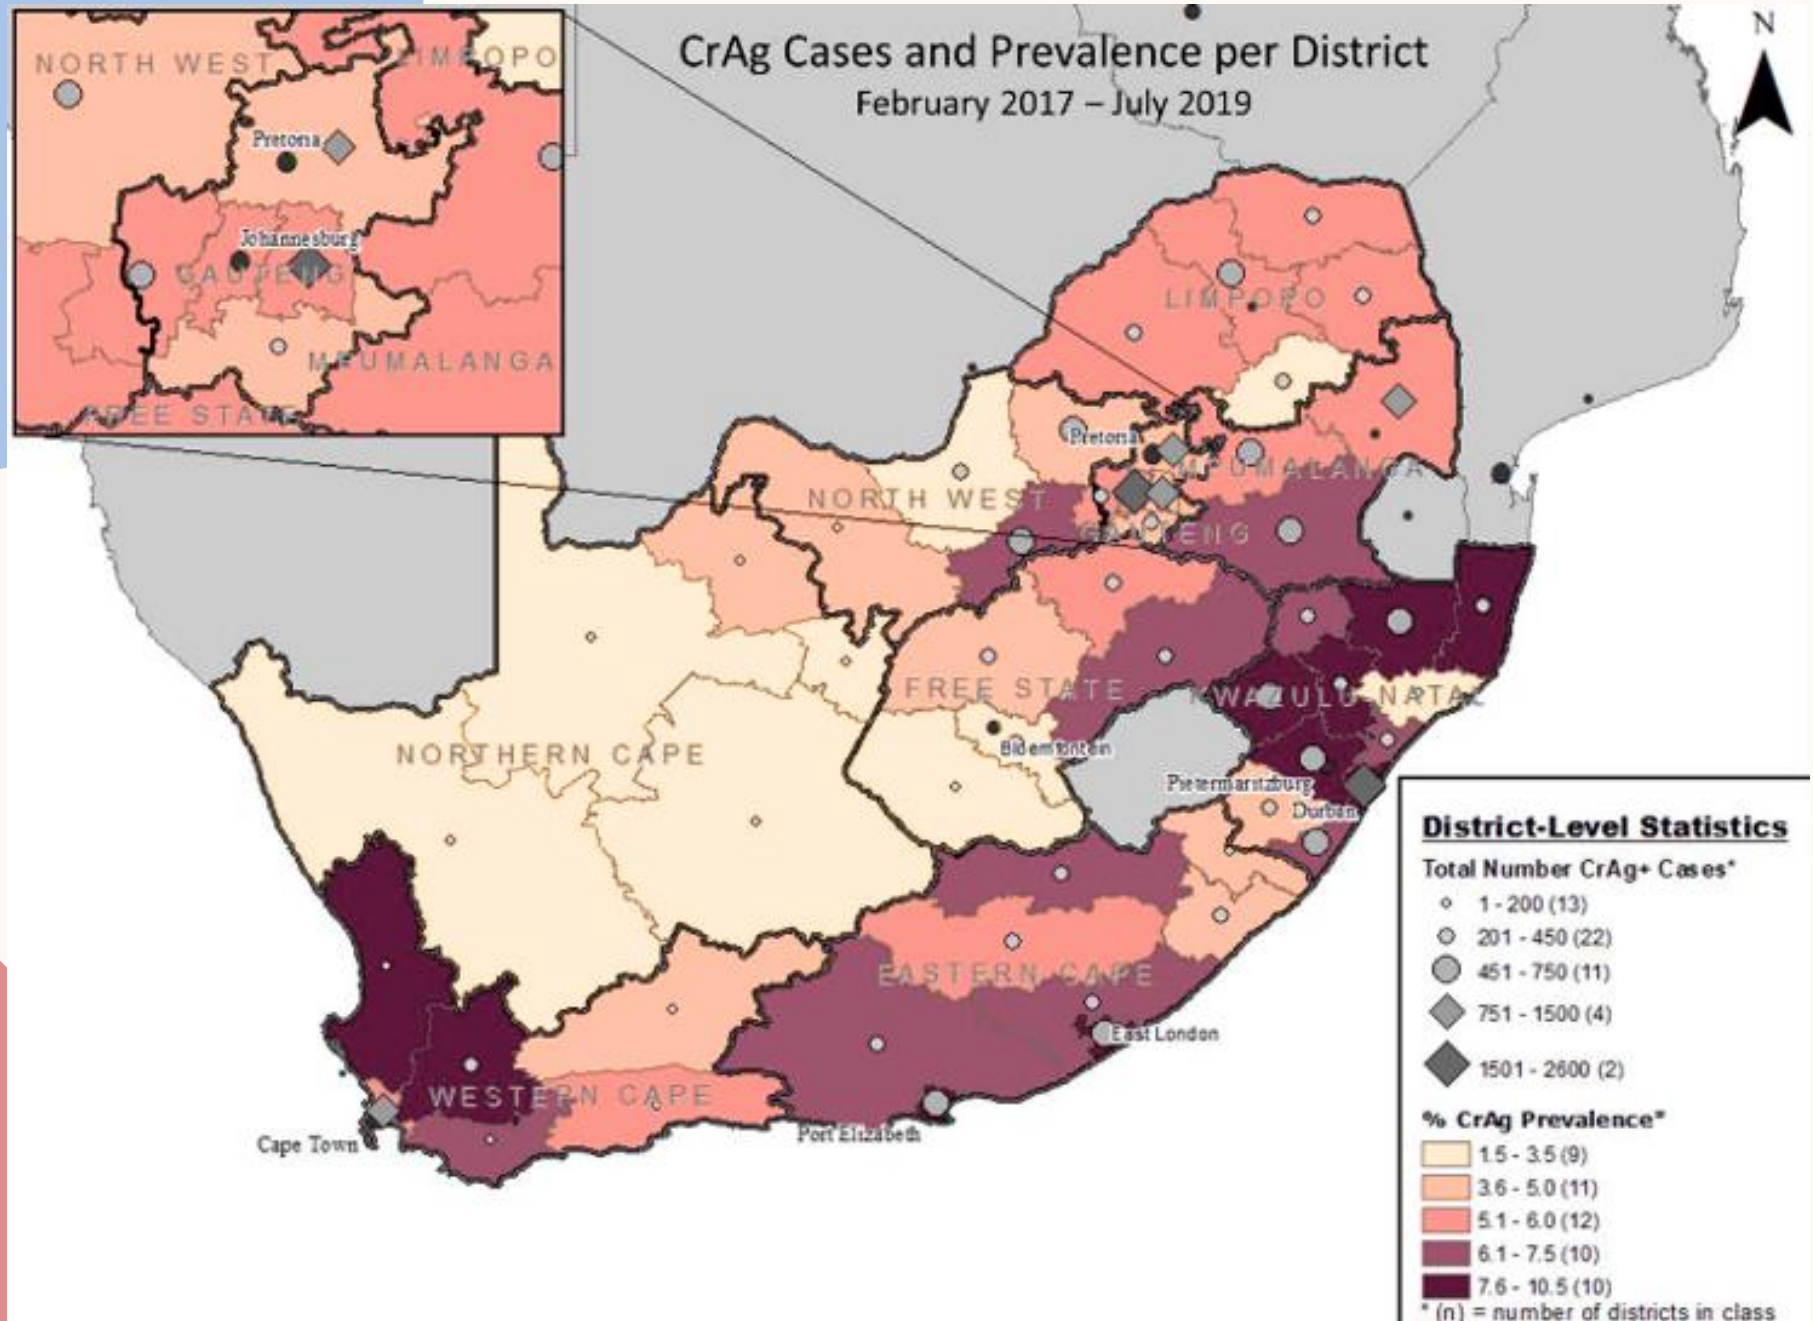 CrAg Cases and Prevalence per District
February 2017 – July 2019
N
NORTH WEST
LIMPOPO
Pretoria
Johannesburg
GAUTENG
MPUMALANGA
FREE STATE
LIMPOPO
Pretoria
MPUMALANGA
NORTH WEST
GAUTENG
FREE STATE
KWAZULU-NATAL
NORTHERN CAPE
Bloemfontein
Pietermaritzburg
Durban
EASTERN CAPE
East London
WESTERN CAPE
Cape Town
Port Elizabeth
District-Level Statistics
Total Number CrAg+ Cases*
1 - 200 (13)
201 - 450 (22)
451 - 750 (11)
751 - 1500 (4)
1501 - 2600 (2)
% CrAg Prevalence*
1.5 - 3.5 (9)
3.6 - 5.0 (11)
5.1 - 6.0 (12)
6.1 - 7.5 (10)
7.6 - 10.5 (10)
* (n) = number of districts in class